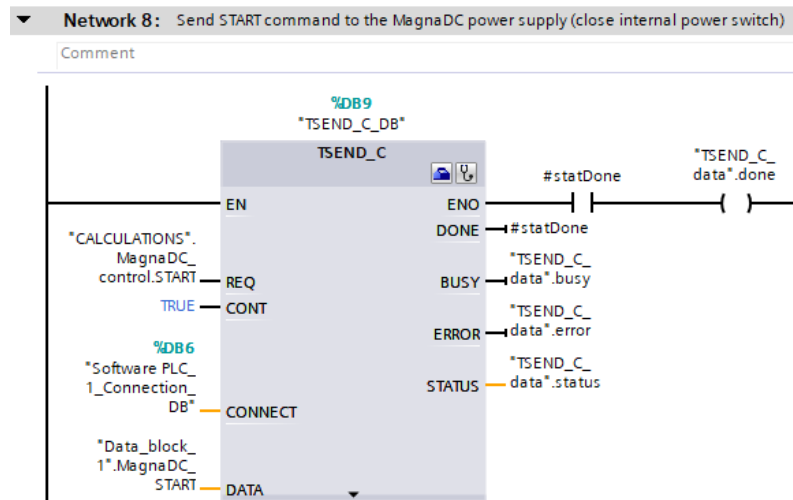 Network 8: Send START command to the MagnaDC power supply (close internal power switch)
Comment
%DB9
"TSEND_C_DB"
TSEND_C
#statDone
"TSEND_C_
data".done
EN
ENO
DONE
#statDone
"CALCULATIONS".
MagnaDC_
control.START
REQ
BUSY
"TSEND_C_
data".busy
TRUE
CONT
ERROR
"TSEND_C_
data".error
%DB6
"Software PLC_
1_Connection_
DB"
CONNECT
STATUS
"TSEND_C_
data".status
"Data_block_
1".MagnaDC_
START
DATA